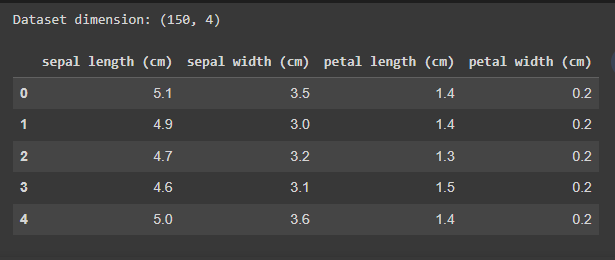 Dataset dimension: (150, 4)
sepal length (cm) sepal width (cm) petal length (cm) petal width (cm)
0 5.1 3.5 1.4 0.2
1 4.9 3.0 1.4 0.2
2 4.7 3.2 1.3 0.2
3 4.6 3.1 1.5 0.2
4 5.0 3.6 1.4 0.2